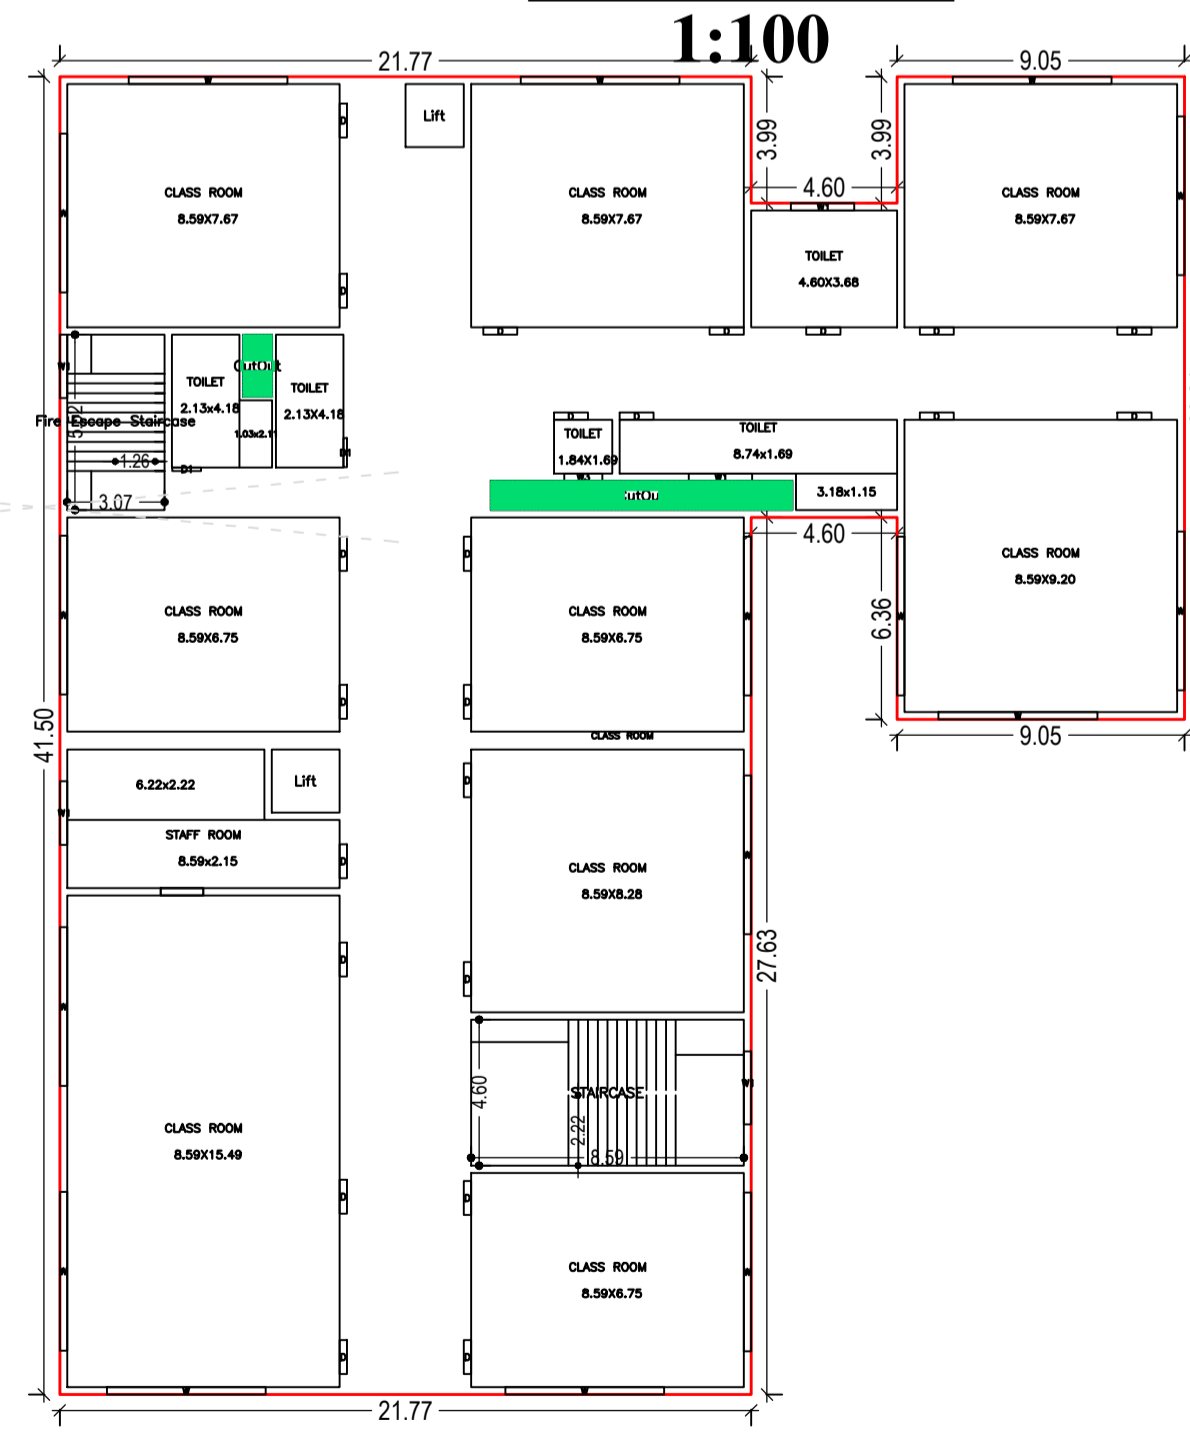 1:100
21.77
9.05
Lift
3.99
3.99
CLASS ROOM
8.59X7.67
CLASS ROOM
8.59X7.67
4.60
CLASS ROOM
8.59X7.67
TOILET
4.60X3.68
CutOut
TOILET
2.13x4.18
TOILET
2.13X4.18
Fire Escape Staircase
1.26
3.07
D1
D1
TOILET
1.84X1.69
TOILET
8.74x1.69
3.18x1.15
4.60
CLASS ROOM
8.59X9.20
CLASS ROOM
8.59X6.75
CLASS ROOM
8.59X6.75
6.36
41.50
CLASS ROOM
9.05
6.22x2.22
Lift
STAFF ROOM
8.59x2.15
CLASS ROOM
8.59X8.28
27.63
4.60
STAIRCASE
2.22
8.59
CLASS ROOM
8.59X15.49
CLASS ROOM
8.59X6.75
21.77